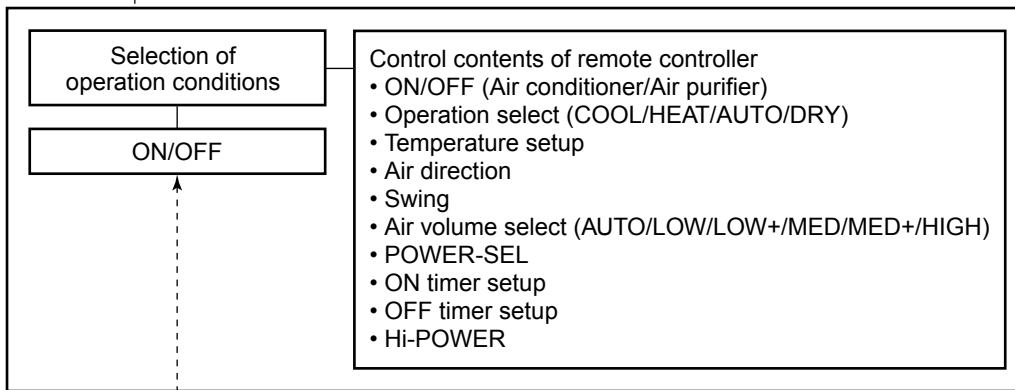 Selection of
operation conditions
ON/OFF
Control contents of remote controller
• ON/OFF (Air conditioner/Air purifier)
• Operation select (COOL/HEAT/AUTO/DRY)
• Temperature setup
• Air direction
• Swing
• Air volume select (AUTO/LOW/LOW+/MED/MED+/HIGH)
• POWER-SEL
• ON timer setup
• OFF timer setup
• Hi-POWER